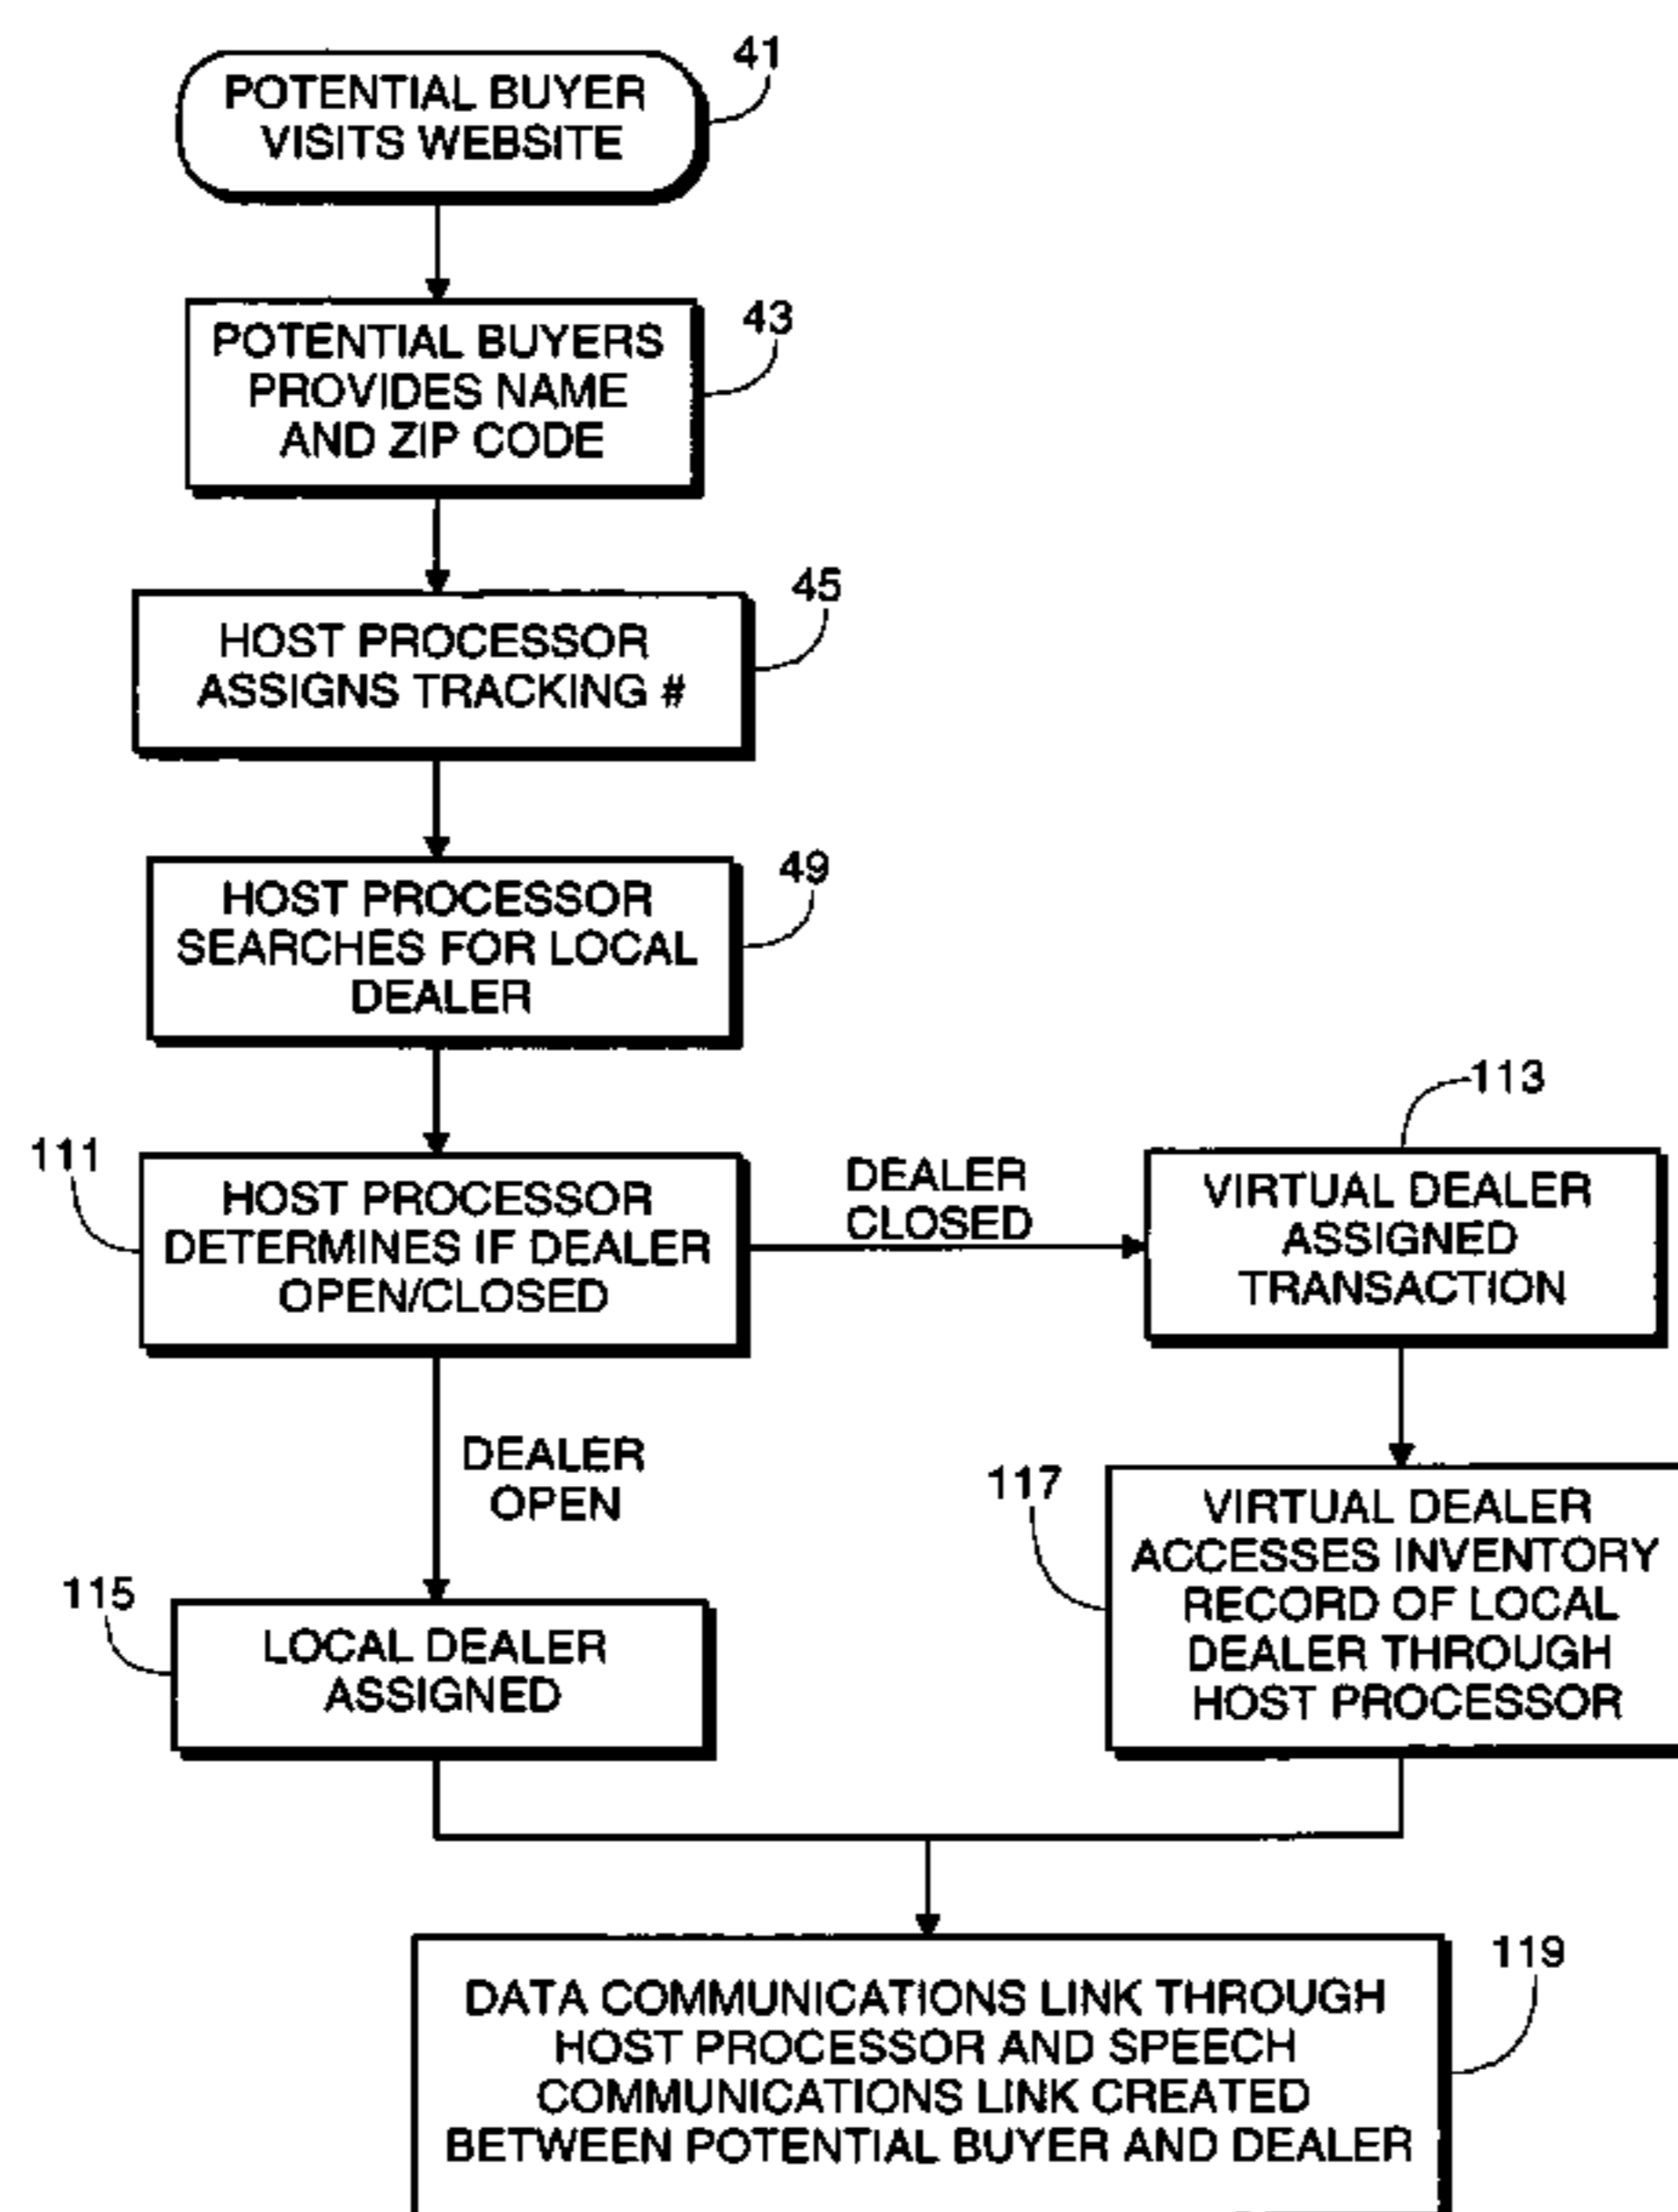 41
POTENTIAL BUYER
VISITS WEBSITE
43
POTENTIAL BUYERS
PROVIDES NAME
AND ZIP CODE
45
HOST PROCESSOR
ASSIGNS TRACKING #
49
HOST PROCESSOR
SEARCHES FOR LOCAL
DEALER
111
HOST PROCESSOR
DETERMINES IF DEALER
OPEN/CLOSED
DEALER
CLOSED
113
VIRTUAL DEALER
ASSIGNED
TRANSACTION
DEALER
OPEN
117
VIRTUAL DEALER
ACCESSES INVENTORY
RECORD OF LOCAL
DEALER THROUGH
HOST PROCESSOR
115
LOCAL DEALER
ASSIGNED
119
DATA COMMUNICATIONS LINK THROUGH
HOST PROCESSOR AND SPEECH
COMMUNICATIONS LINK CREATED
BETWEEN POTENTIAL BUYER AND DEALER